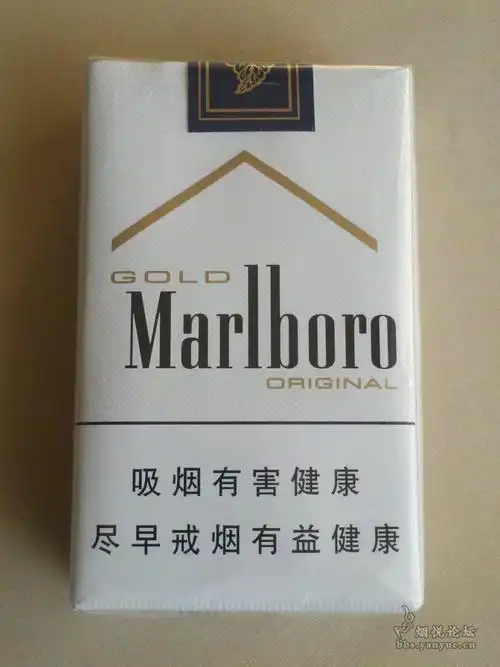 GOLD
Marlboro
ORIGINAL
吸烟有害健康
尽早戒烟有益健康
烟悦论坛
bbs.yanyue.cn